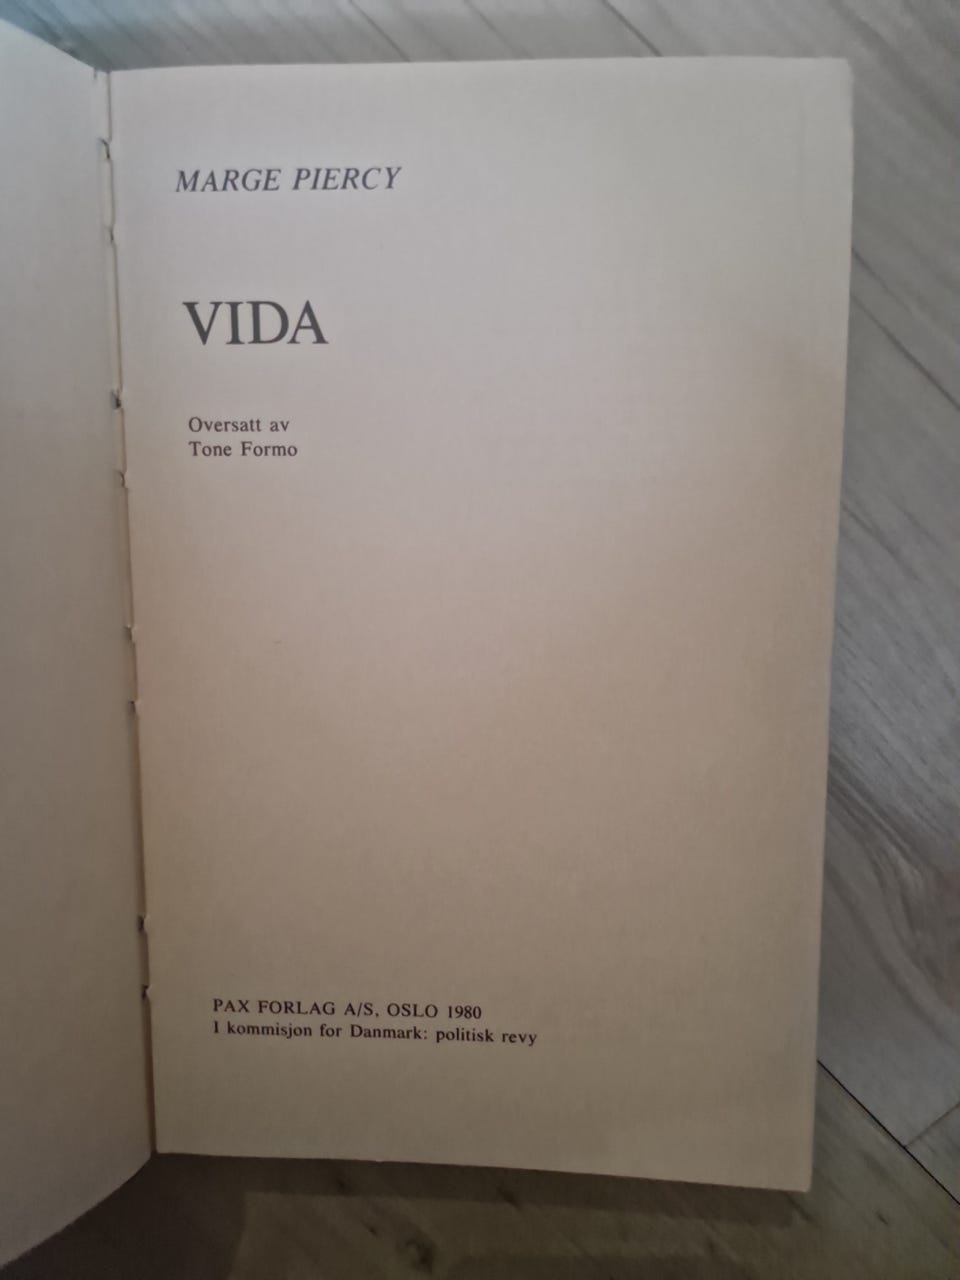 MARGE PIERCY
VIDA
Oversatt av
Tone Formo
PAX FORLAG A/S, OSLO 1980
I kommisjon for Danmark: politisk revy